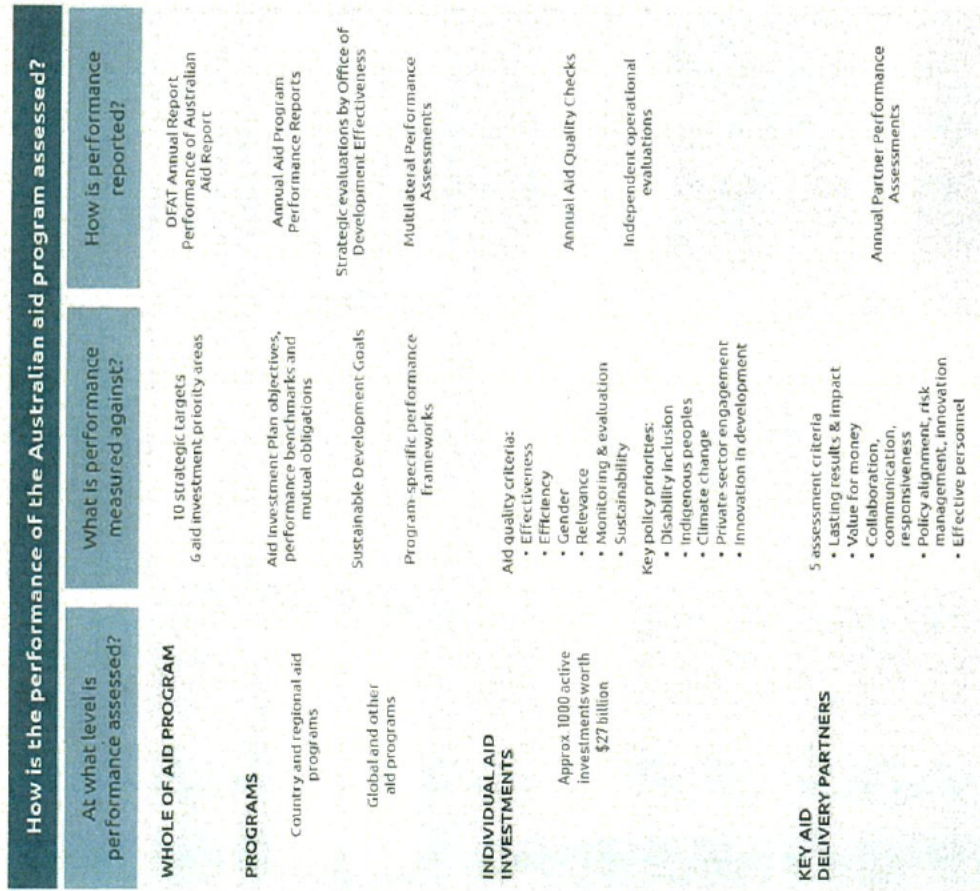 How is the performance of the Australian aid program assessed?
At what level is
performance assessed?
What is performance
measured against?
How is performance
reported?
WHOLE OF AID PROGRAM
10 strategic targets
6 aid investment priority areas
DFAT Annual Report
Performance of Australian
Aid Report
PROGRAMS
Country and regional aid
programs
Global and other
aid programs
Aid Investment Plan objectives,
performance benchmarks and
mutual obligations
Sustainable Development Goals
Program-specific performance
frameworks
Annual Aid Program
Performance Reports
Strategic evaluations by Office of
Development Effectiveness
Multilateral Performance
Assessments
INDIVIDUAL AID
INVESTMENTS
Approx. 1000 active
investments worth
$27 billion
Aid quality criteria:
• Effectiveness
• Efficiency
• Gender
• Relevance
• Monitoring & evaluation
• Sustainability
Key policy priorities:
• Disability Inclusion
• Indigenous peoples
• Climate change
• Private sector engagement
• Innovation in development
Annual Aid Quality Checks
Independent operational
evaluations
KEY AID
DELIVERY PARTNERS
5 assessment criteria
• Lasting results & impact
• Value for money
• Collaboration,
communication,
responsiveness
• Policy alignment, risk
management, innovation
• Effective personnel
Annual Partner Performance
Assessments